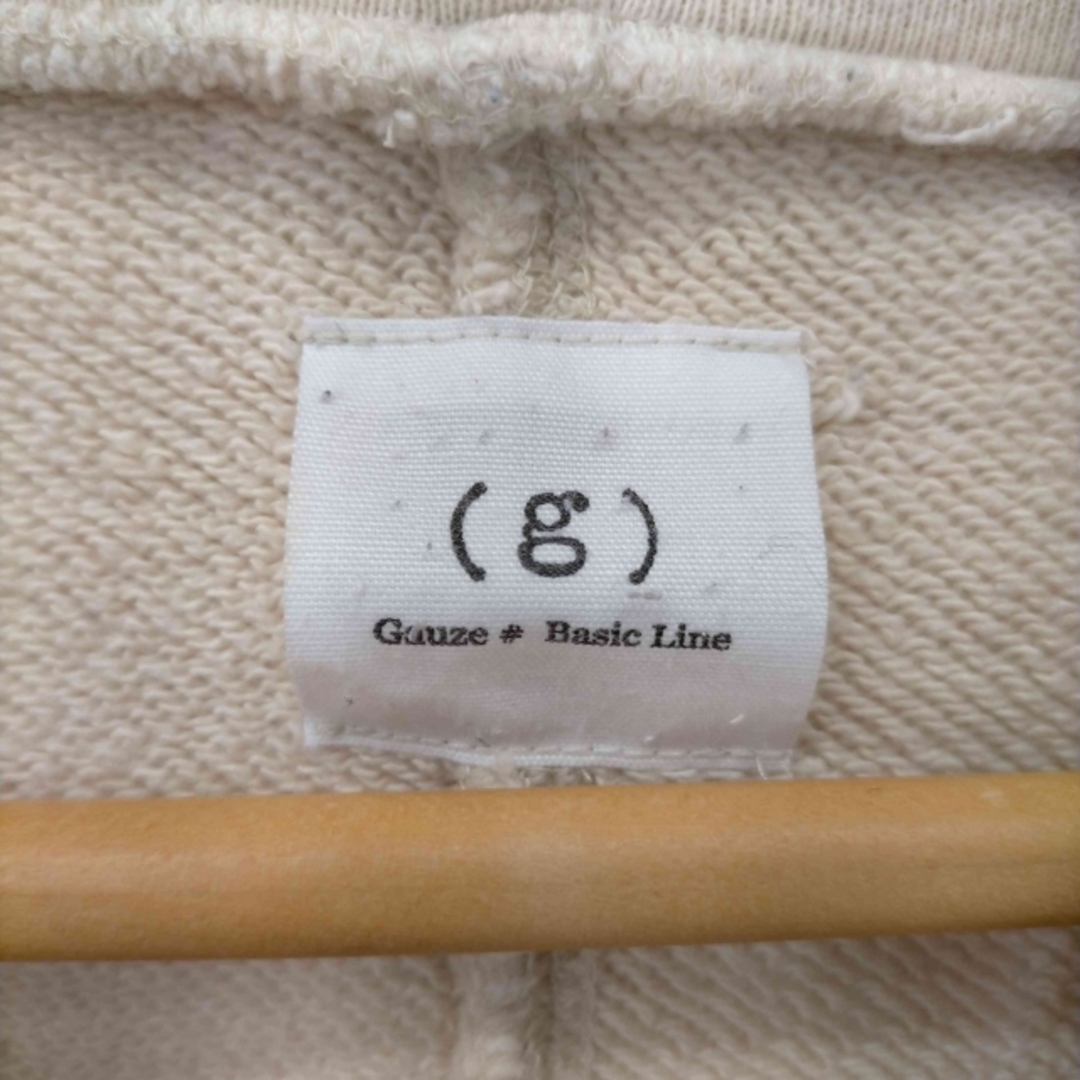 ( g )
Gauze # Basic Line